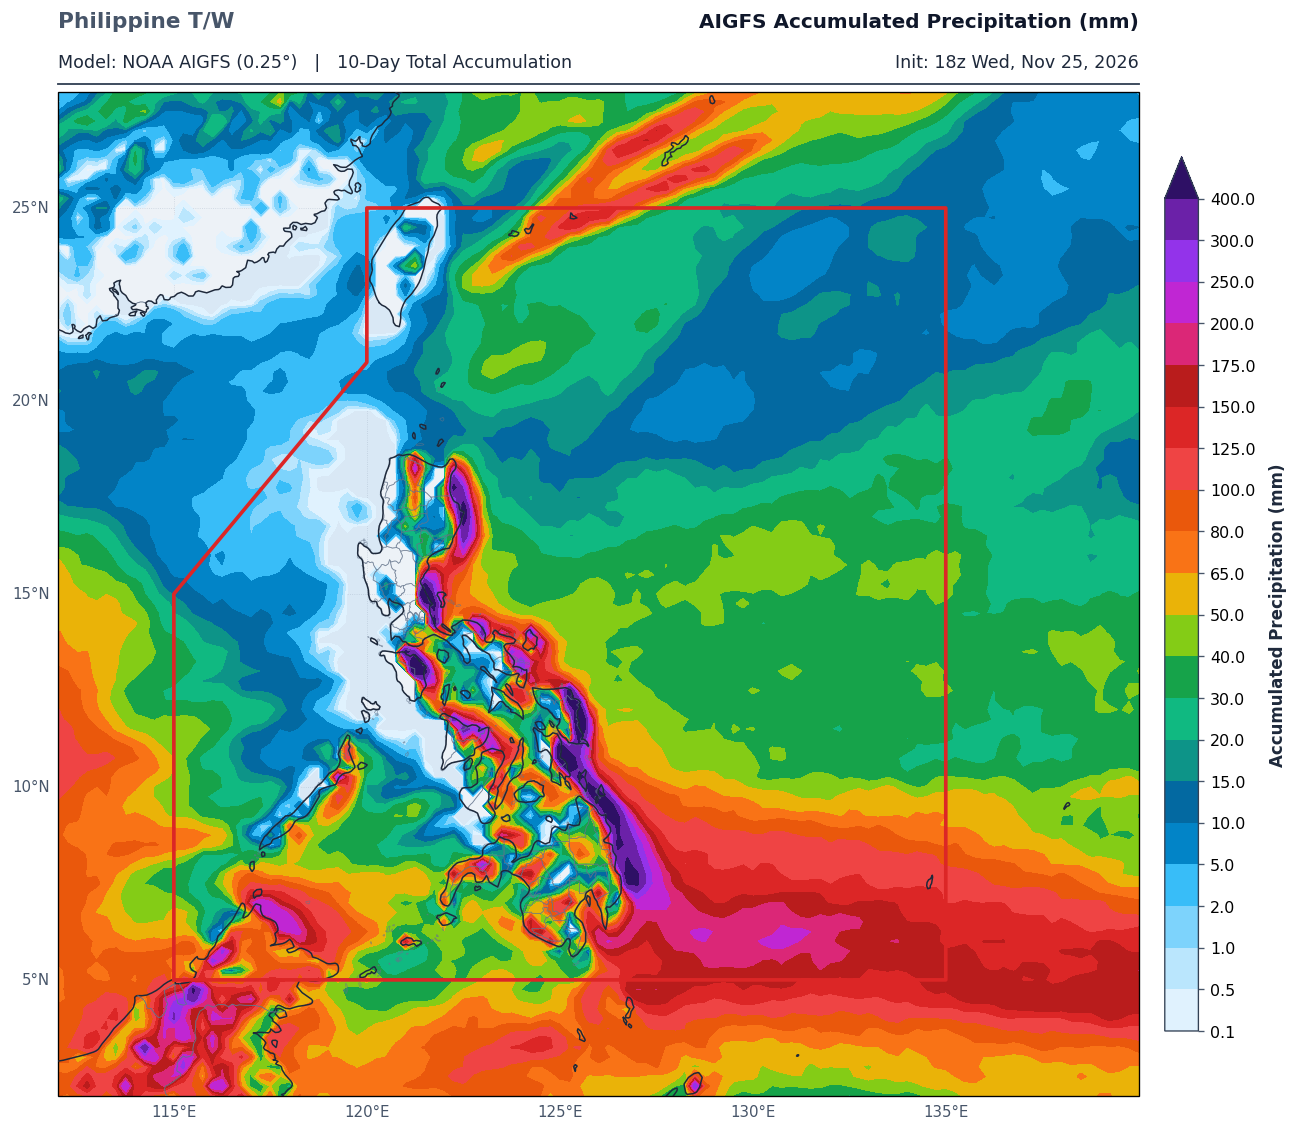 Philippine T/W
AIGFS Accumulated Precipitation (mm)
Model: NOAA AIGFS (0.25°)   |   10-Day Total Accumulation
Init: 18z Wed, Nov 25, 2026
25°N
20°N
15°N
10°N
5°N
115°E
120°E
125°E
130°E
135°E
400.0
300.0
250.0
200.0
175.0
150.0
125.0
100.0
80.0
65.0
50.0
40.0
30.0
20.0
15.0
10.0
5.0
2.0
1.0
0.5
0.1
Accumulated Precipitation (mm)